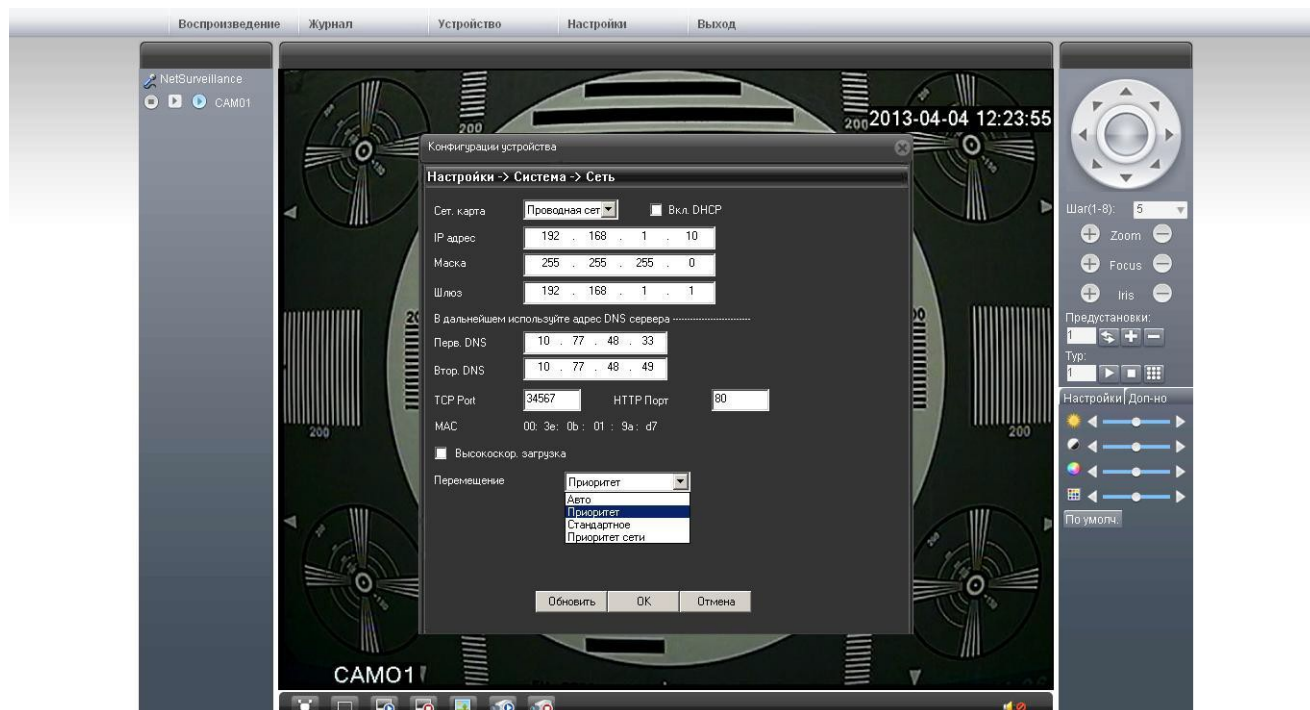 Воспроизведение Журнал Устройство Настройки Выход
NetSurveillance
CAM01
200
200
2013-04-04 12:23:55
Конфигурации устройства
Настройки -> Система -> Сеть
Сет. карта Проводная сет Вкл. DHCP
IP адрес 192 . 168 . 1 . 10
Маска 255 . 255 . 255 . 0
Шлюз 192 . 168 . 1 . 1
В дальнейшем используйте адрес DNS сервера --------------------------
Перв. DNS 10 . 77 . 48 . 33
Втор. DNS 10 . 77 . 48 . 49
TCP Port 34567 HTTP Порт 80
MAC 00: 3e: 0b : 01 : 9a : d7
Высокоскор. загрузка
Перемещение Приоритет
Авто
Приоритет
Стандартное
Приоритет сети
Обновить OK Отмена
200
200
CAM01
Шаг(1-8): 5
Zoom
Focus
Iris
Предустановки:
1
Тур:
1
Настройки Доп-но
По умолч.